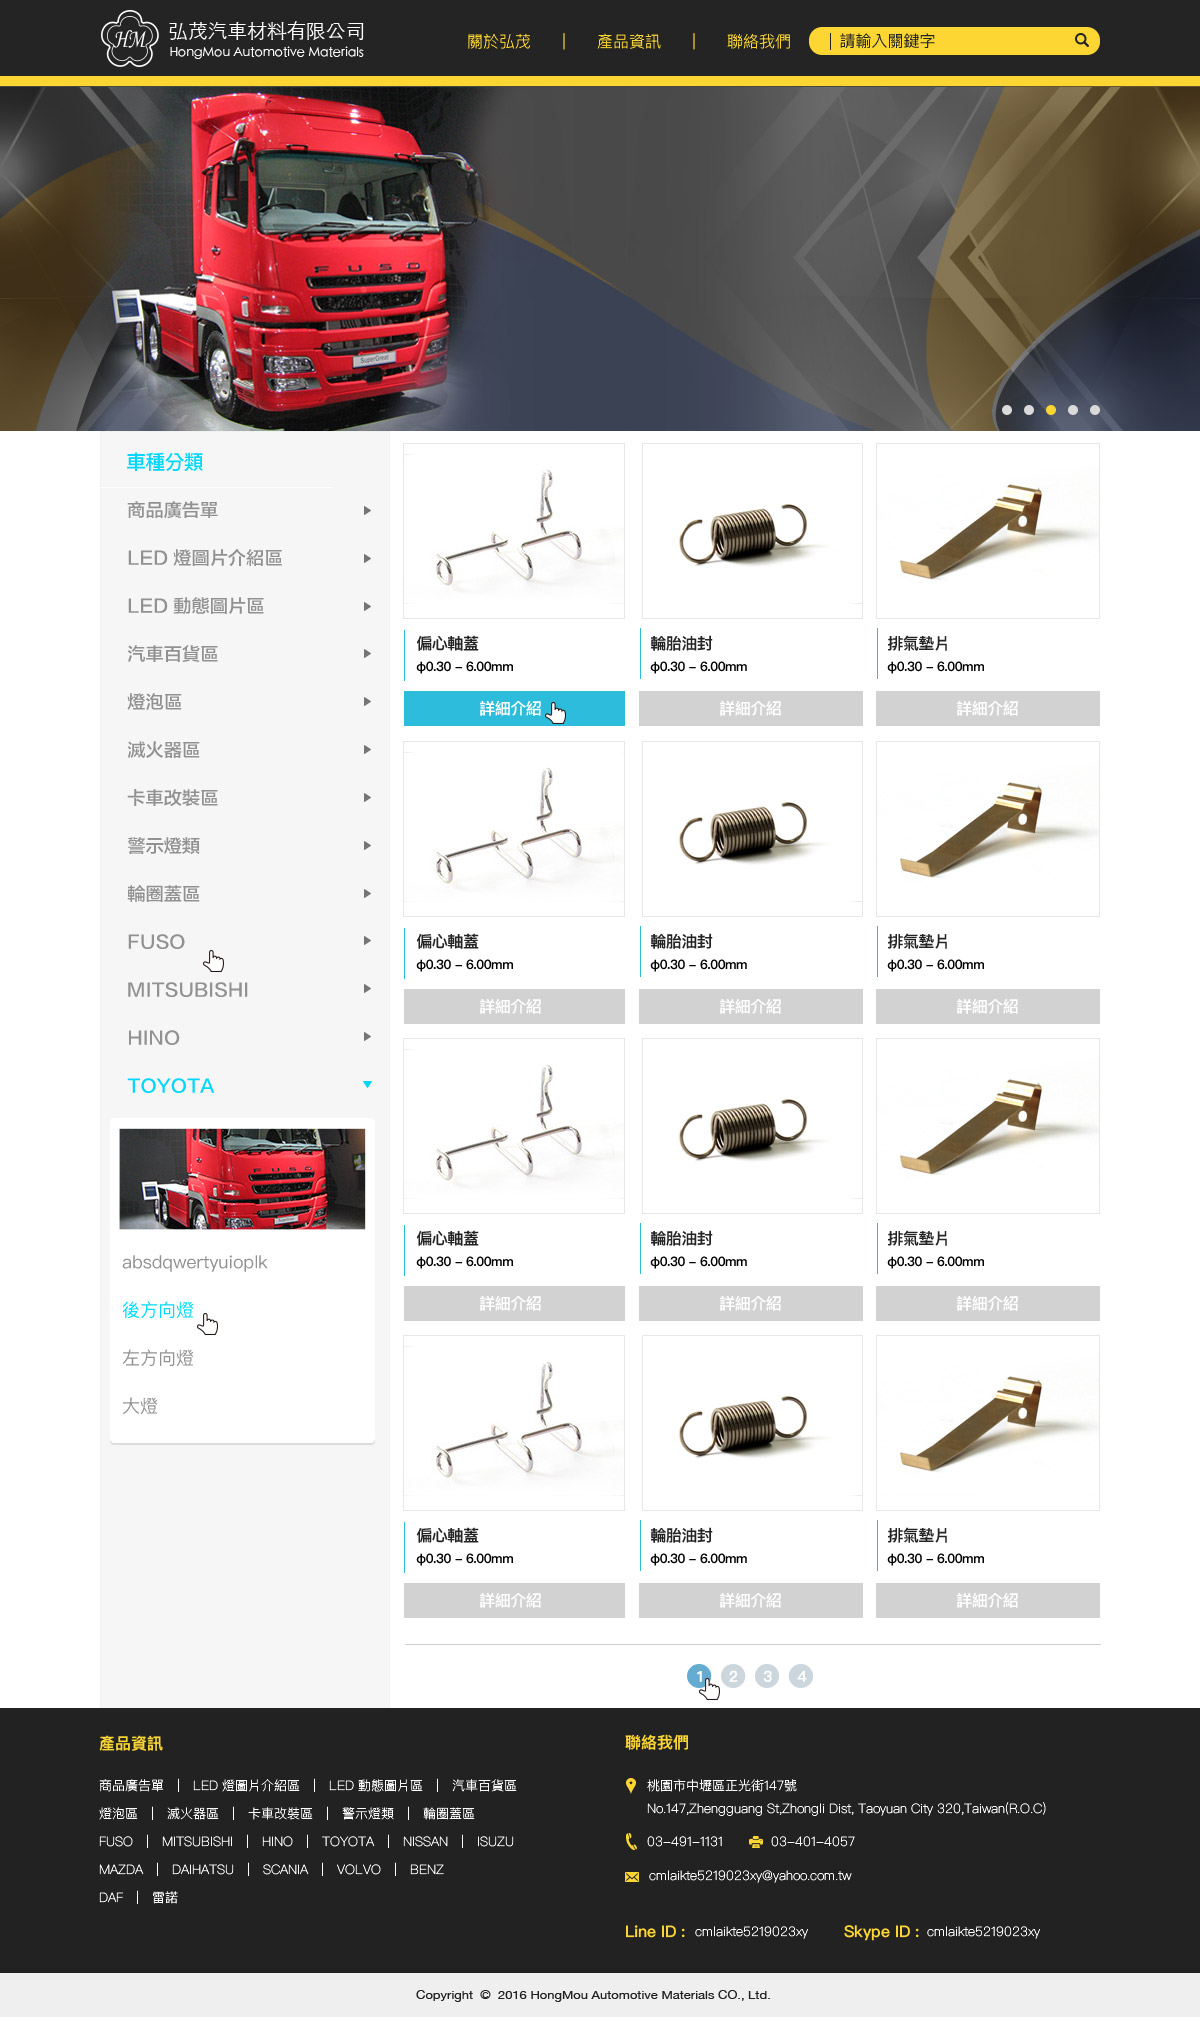 HM
弘茂汽車材料有限公司
HongMou Automotive Materials
關於弘茂 | 產品資訊 | 聯絡我們
請輸入關鍵字
FUSO
SuperGreat
車種分類
商品廣告單
LED 燈圖片介紹區
LED 動態圖片區
汽車百貨區
燈泡區
滅火器區
卡車改裝區
警示燈類
輪圈蓋區
FUSO
MITSUBISHI
HINO
TOYOTA
FUSO
absdqwertyuioplk
後方向燈
左方向燈
大燈
偏心軸蓋
ф0.30 – 6.00mm
詳細介紹
輪胎油封
ф0.30 – 6.00mm
詳細介紹
排氣墊片
ф0.30 – 6.00mm
詳細介紹
偏心軸蓋
ф0.30 – 6.00mm
詳細介紹
輪胎油封
ф0.30 – 6.00mm
詳細介紹
排氣墊片
ф0.30 – 6.00mm
詳細介紹
偏心軸蓋
ф0.30 – 6.00mm
詳細介紹
輪胎油封
ф0.30 – 6.00mm
詳細介紹
排氣墊片
ф0.30 – 6.00mm
詳細介紹
偏心軸蓋
ф0.30 – 6.00mm
詳細介紹
輪胎油封
ф0.30 – 6.00mm
詳細介紹
排氣墊片
ф0.30 – 6.00mm
詳細介紹
1 2 3 4
產品資訊
商品廣告單 | LED 燈圖片介紹區 | LED 動態圖片區 | 汽車百貨區
燈泡區 | 滅火器區 | 卡車改裝區 | 警示燈類 | 輪圈蓋區
FUSO | MITSUBISHI | HINO | TOYOTA | NISSAN | ISUZU
MAZDA | DAIHATSU | SCANIA | VOLVO | BENZ
DAF | 雷諾
聯絡我們
桃園市中壢區正光街147號
No.147,Zhengguang St,Zhongli Dist, Taoyuan City 320,Taiwan(R.O.C)
03-491-1131 03-401-4057
cmlaikte5219023xy@yahoo.com.tw
Line ID : cmlaikte5219023xy Skype ID : cmlaikte5219023xy
Copyright © 2016 HongMou Automotive Materials CO., Ltd.